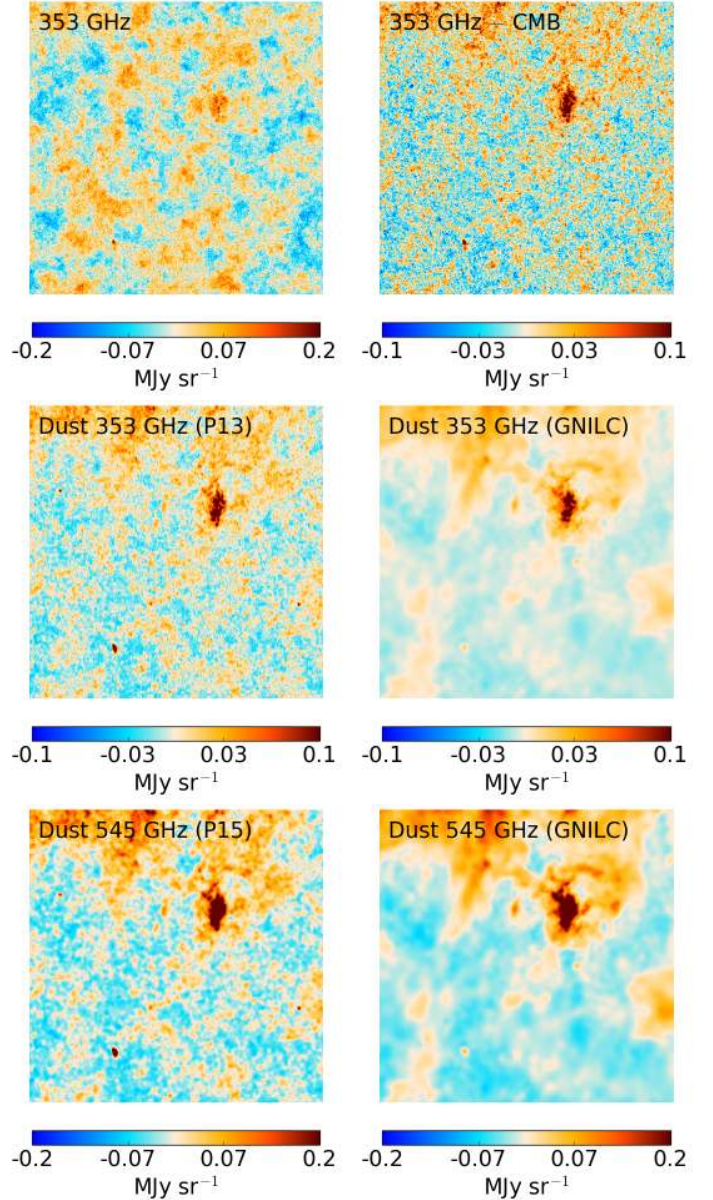 353 GHz
353 GHz − CMB
-0.2 -0.07 0.07 0.2
MJy sr⁻¹
-0.1 -0.03 0.03 0.1
MJy sr⁻¹
Dust 353 GHz (P13)
Dust 353 GHz (GNILC)
-0.1 -0.03 0.03 0.1
MJy sr⁻¹
-0.1 -0.03 0.03 0.1
MJy sr⁻¹
Dust 545 GHz (P15)
Dust 545 GHz (GNILC)
-0.2 -0.07 0.07 0.2
MJy sr⁻¹
-0.2 -0.07 0.07 0.2
MJy sr⁻¹